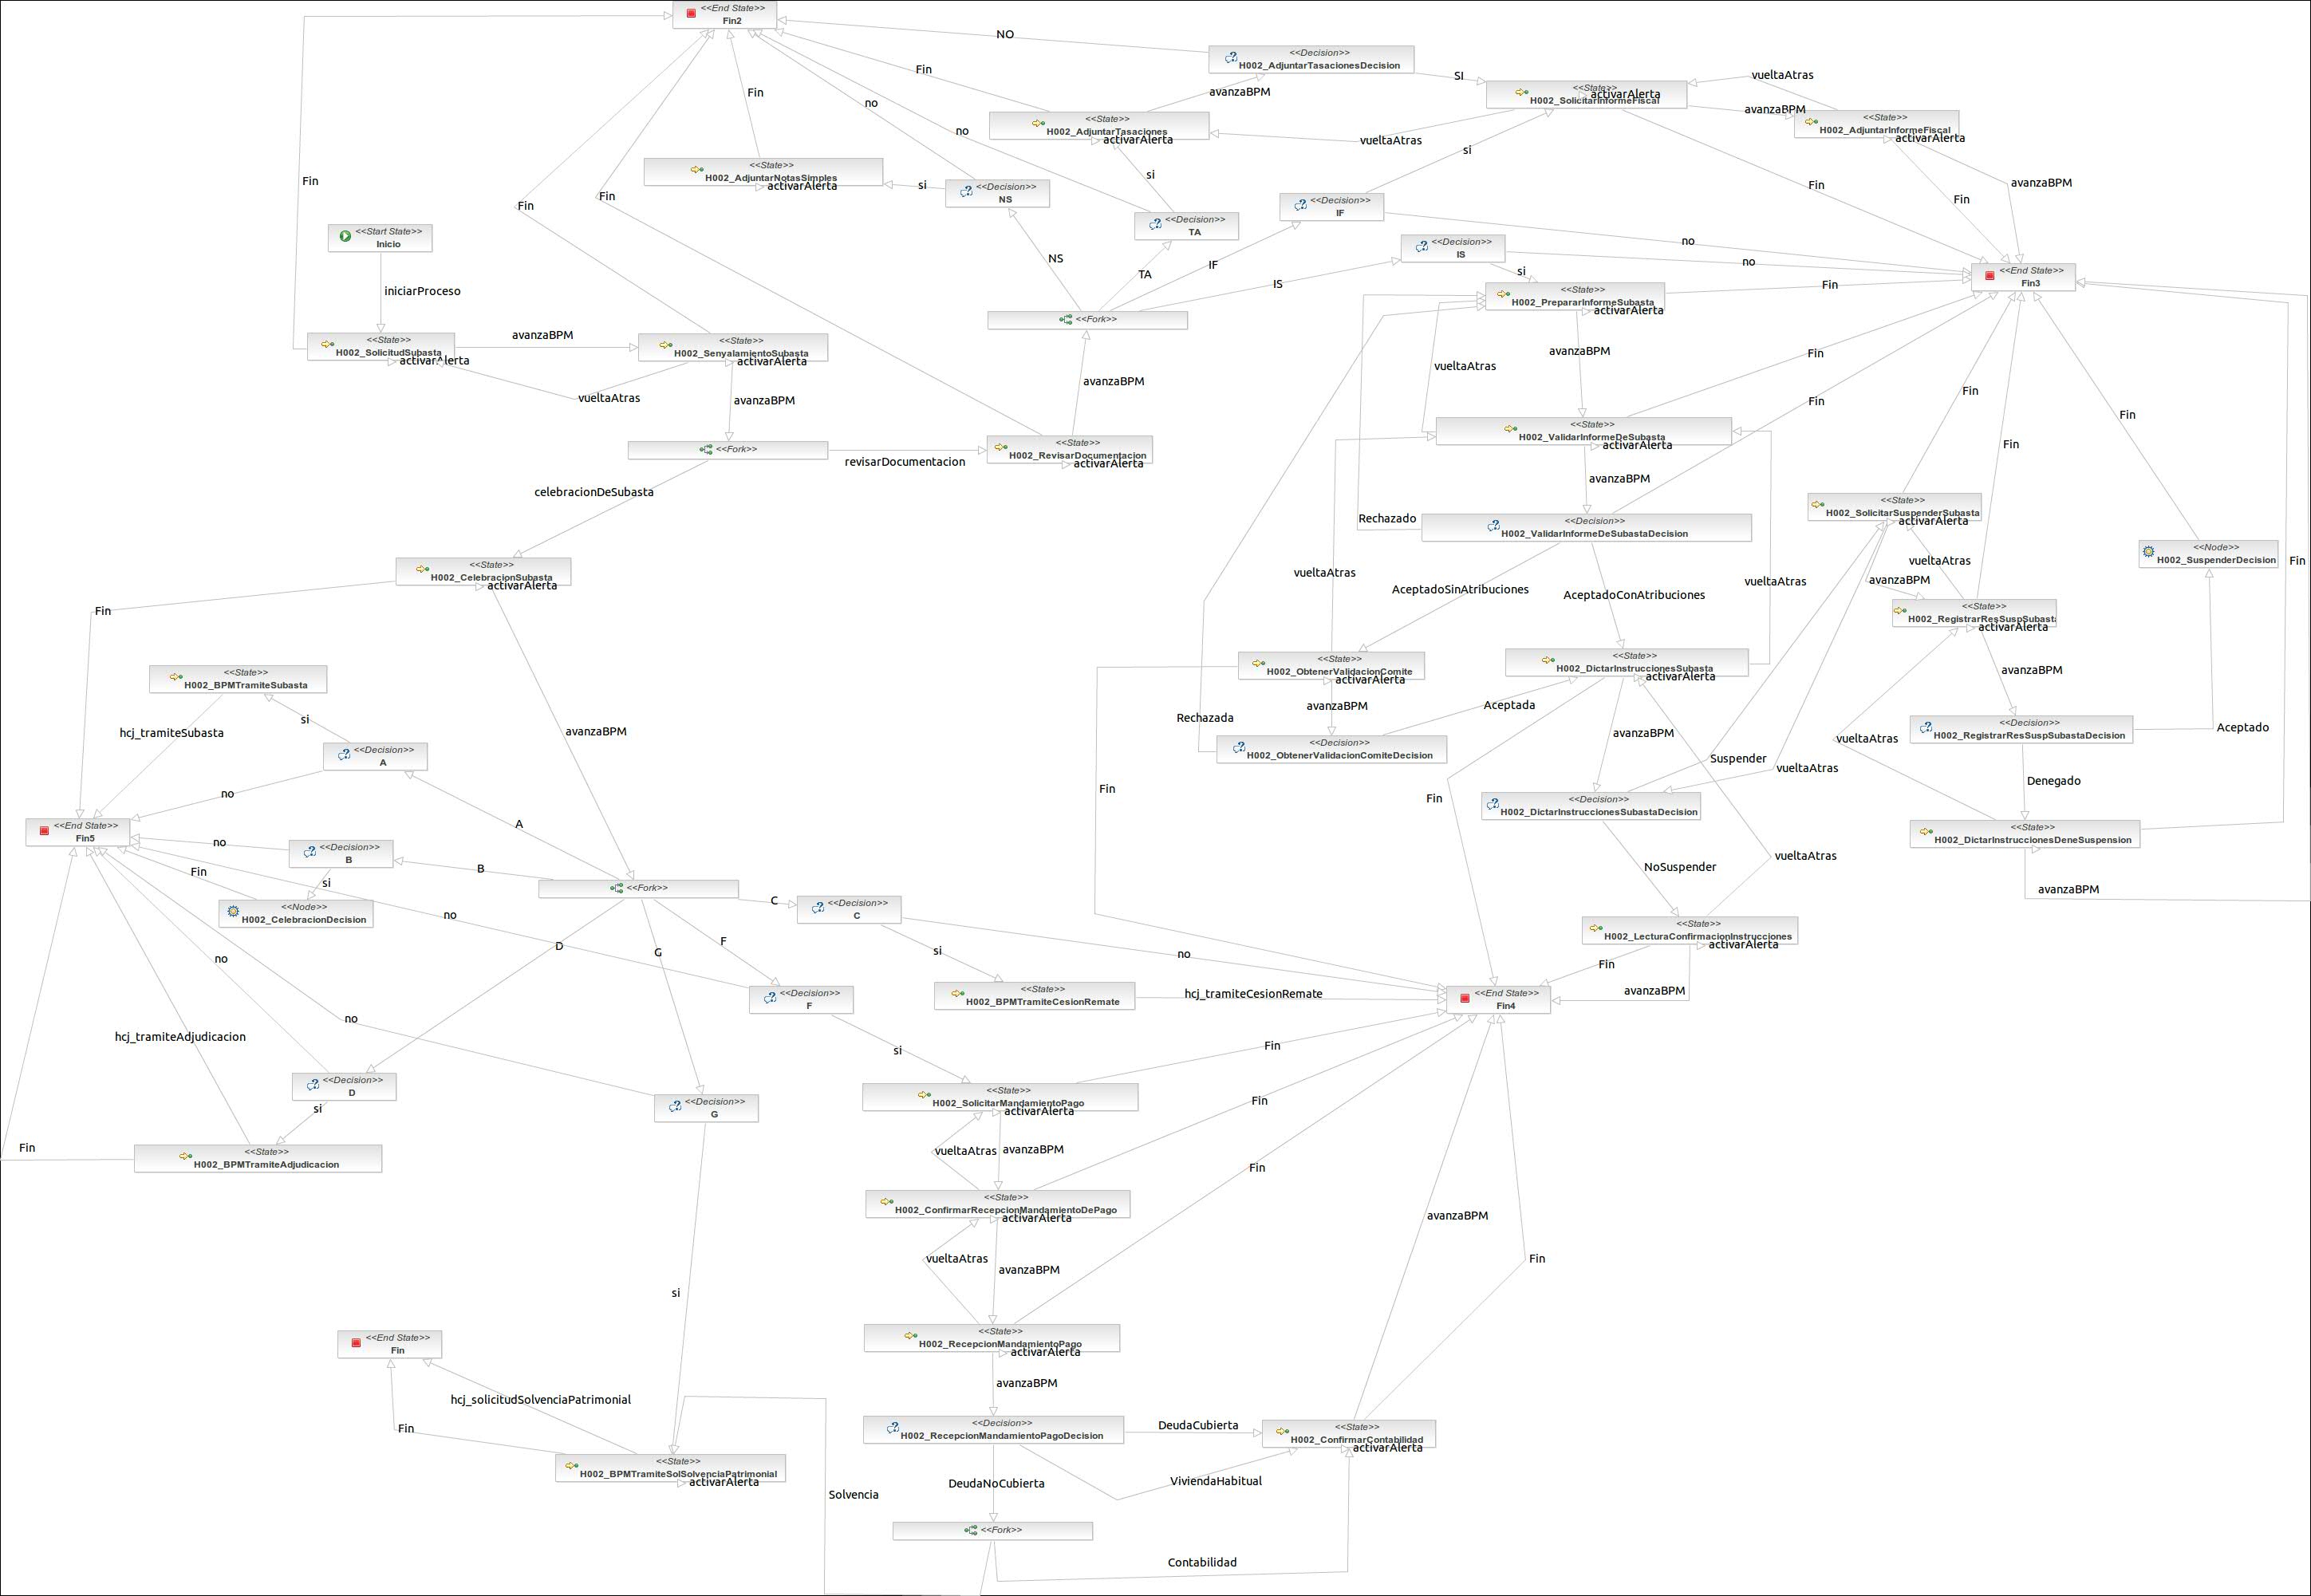 <<End State>>
Fin2
NO
<<Decision>>
H002_AdjuntarTasacionesDecision
Fin
SI
vueltaAtras
<<State>>
H002_SolicitarInformeFiscal
activarAlerta
avanzaBPM
Fin
no
avanzaBPM
<<State>>
H002_AdjuntarTasaciones
activarAlerta
<<State>>
H002_AdjuntarInformeFiscal
activarAlerta
no
vueltaAtras
si
<<State>>
H002_AdjuntarNotasSimples
activarAlerta
si
<<Decision>>
NS
si
Fin
Fin
avanzaBPM
Fin
Fin
Fin
Fin
<<Decision>>
IF
<<Decision>>
TA
<<Start State>>
Inicio
no
<<Decision>>
IS
NS
TA
IF
IS
si
no
<<End State>>
Fin3
iniciarProceso
<<State>>
H002_PrepararInformeSubasta
activarAlerta
Fin
<<Fork>>
<<State>>
H002_SolicitudSubasta
activarAlerta
avanzaBPM
<<State>>
H002_SenyalamientoSubasta
activarAlerta
avanzaBPM
Fin
vueltaAtras
avanzaBPM
vueltaAtras
avanzaBPM
Fin
Fin
Fin
<<State>>
H002_ValidarInformeDeSubasta
activarAlerta
<<Fork>>
revisarDocumentacion
<<State>>
H002_RevisarDocumentacion
activarAlerta
Fin
avanzaBPM
celebracionDeSubasta
<<State>>
H002_SolicitarSuspenderSubasta
activarAlerta
Rechazado
<<Decision>>
H002_ValidarInformeDeSubastaDecision
<<Node>>
H002_SuspenderDecision
Fin
<<State>>
H002_CelebracionSubasta
activarAlerta
vueltaAtras
vueltaAtras
avanzaBPM
vueltaAtras
AceptadoSinAtribuciones
AceptadoConAtribuciones
Fin
<<State>>
activarAlerta
<<State>>
H002_ObtenerValidacionComite
activarAlerta
<<State>>
H002_DictarInstruccionesSubasta
activarAlerta
avanzaBPM
<<State>>
H002_BPMTramiteSubasta
si
avanzaBPM
Aceptada
Rechazada
hcj_tramiteSubasta
avanzaBPM
avanzaBPM
<<Decision>>
H002_RegistrarResSuspSubastaDecision
Aceptado
vueltaAtras
<<Decision>>
H002_ObtenerValidacionComiteDecision
<<Decision>>
A
Suspender
vueltaAtras
Denegado
no
Fin
Fin
<<Decision>>
H002_DictarInstruccionesSubastaDecision
A
<<End State>>
Fin5
<<State>>
H002_DictarInstruccionesDeneSuspension
no
<<Decision>>
B
vueltaAtras
Fin
B
NoSuspender
si
<<Fork>>
avanzaBPM
C
<<Decision>>
C
<<Node>>
H002_CelebracionDecision
no
<<State>>
H002_LecturaConfirmacionInstrucciones
activarAlerta
D
F
G
si
no
no
Fin
<<State>>
H002_BPMTramiteCesionRemate
hcj_tramiteCesionRemate
<<End State>>
Fin4
avanzaBPM
<<Decision>>
F
no
hcj_tramiteAdjudicacion
si
Fin
<<Decision>>
D
si
<<Decision>>
G
<<State>>
H002_SolicitarMandamientoPago
activarAlerta
Fin
Fin
<<State>>
H002_BPMTramiteAdjudicacion
vueltaAtras
avanzaBPM
Fin
<<State>>
H002_ConfirmarRecepcionMandamientoDePago
activarAlerta
avanzaBPM
vueltaAtras
avanzaBPM
Fin
si
<<End State>>
Fin
<<State>>
H002_RecepcionMandamientoPago
activarAlerta
avanzaBPM
hcj_solicitudSolvenciaPatrimonial
Fin
<<Decision>>
H002_RecepcionMandamientoPagoDecision
DeudaCubierta
<<State>>
H002_ConfirmarContabilidad
activarAlerta
<<State>>
H002_BPMTramiteSolSolvenciaPatrimonial
activarAlerta
DeudaNoCubierta
ViviendaHabitual
Solvencia
<<Fork>>
Contabilidad